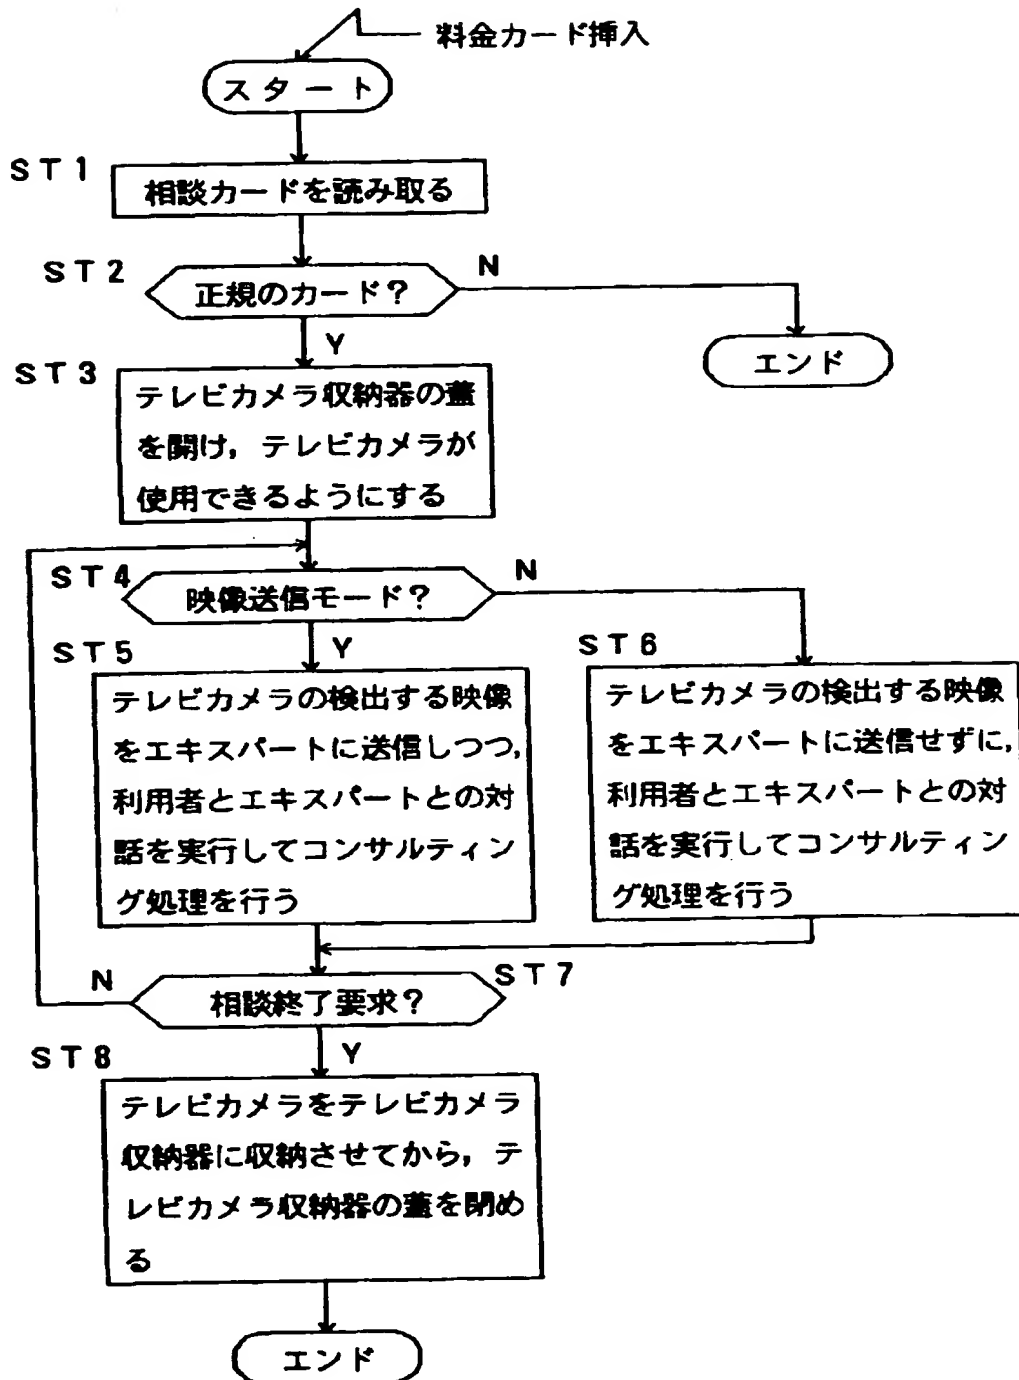 料金カード挿入
スタート
ST1
相談カードを読み取る
ST2
正規のカード?
N
Y
エンド
ST3
テレビカメラ収納器の蓋
を開け,テレビカメラが
使用できるようにする
ST4
映像送信モード?
N
Y
ST5
テレビカメラの検出する映像
をエキスパートに送信しつつ,
利用者とエキスパートとの対
話を実行してコンサルティン
グ処理を行う
ST6
テレビカメラの検出する映像
をエキスパートに送信せずに,
利用者とエキスパートとの対
話を実行してコンサルティン
グ処理を行う
ST7
相談終了要求?
N
Y
ST8
テレビカメラをテレビカメラ
収納器に収納させてから,テ
レビカメラ収納器の蓋を閉め
る
エンド